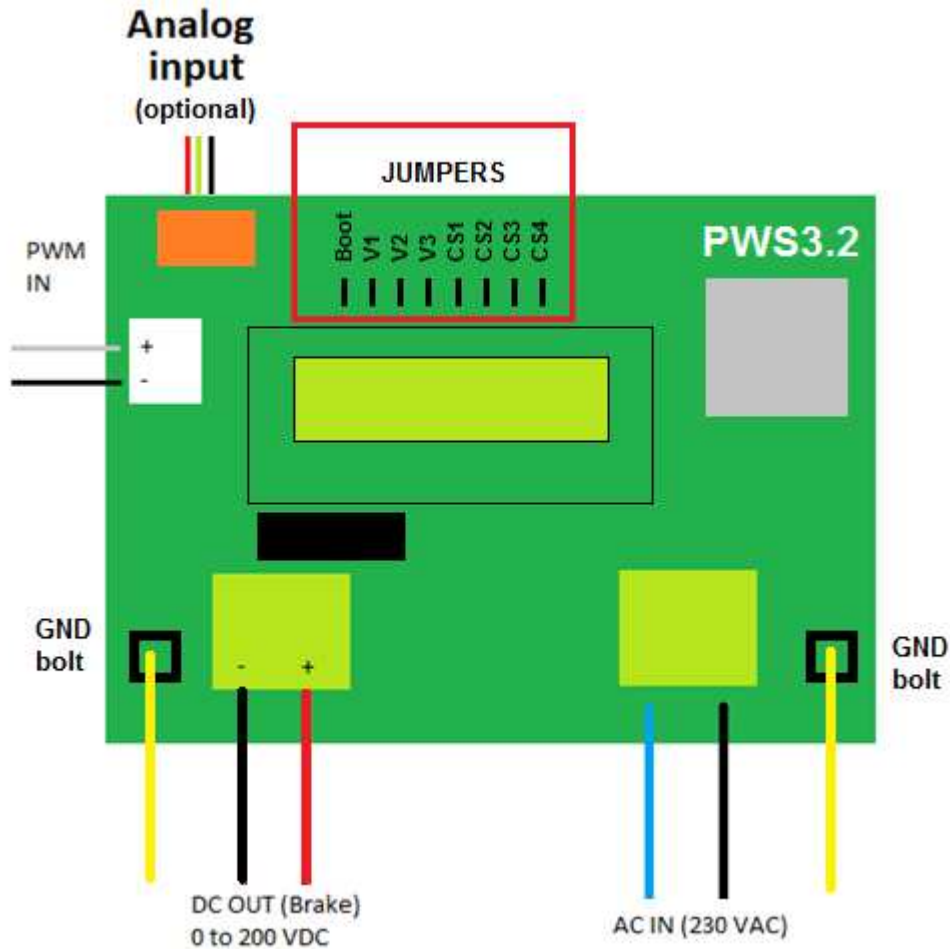 Analog
input
(optional)
JUMPERS
Boot
V1
V2
V3
CS1
CS2
CS3
CS4
PWS3.2
PWM
IN
+
-
GND
bolt
- +
GND
bolt
DC OUT (Brake)
0 to 200 VDC
AC IN (230 VAC)